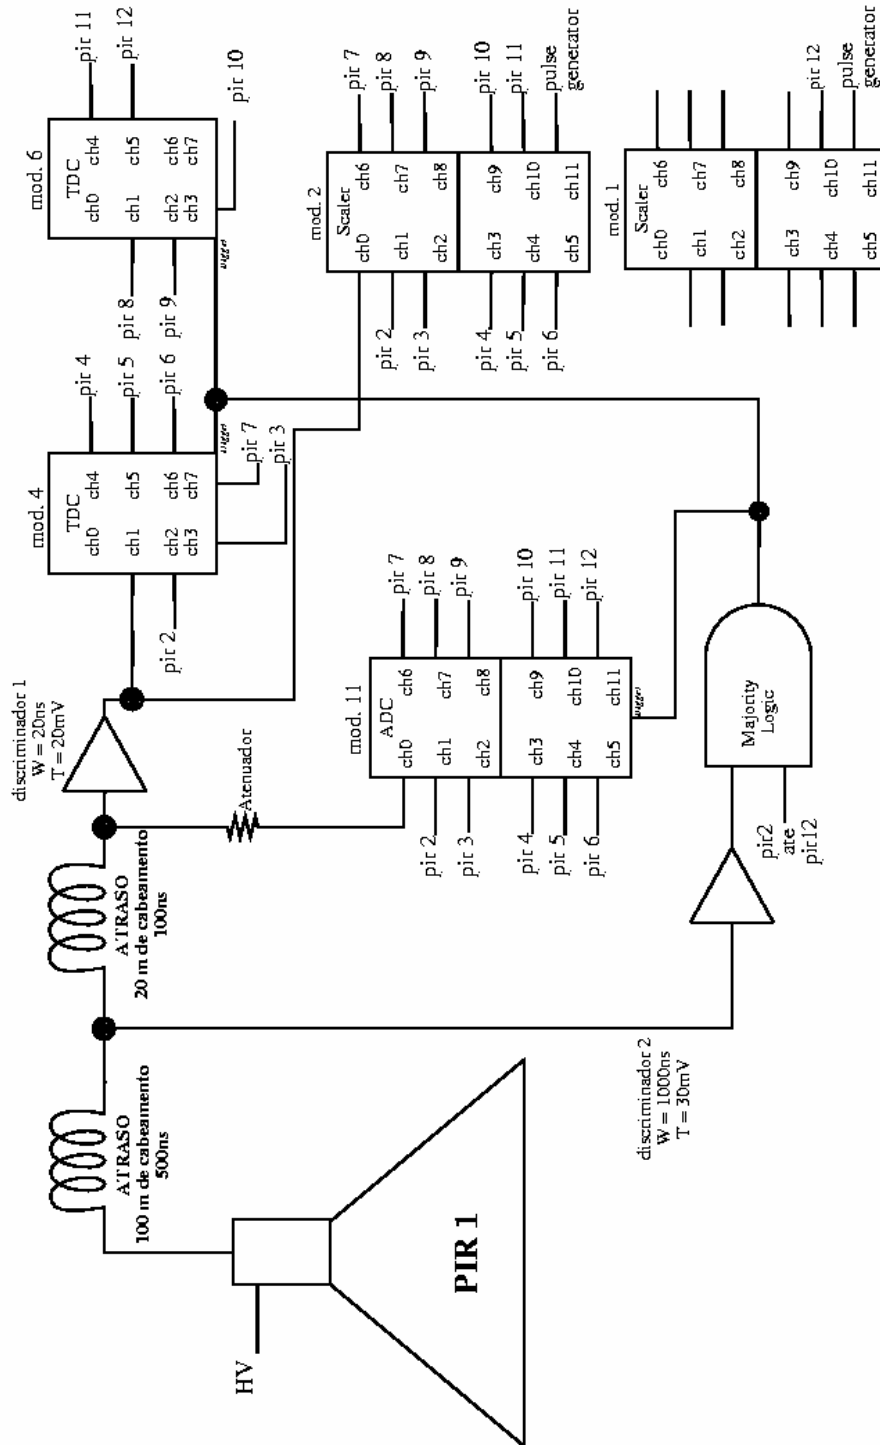 PIR 1
HV
ATRASO
100 m de cabeamento
500ns
ATRASO
20 m de cabeamento
100ns
discriminador 1
W = 20ns
T = 20mV
Atenuador
discriminador 2
W = 1000ns
T = 30mV
mod. 4
TDC
ch0
ch4
ch1
ch5
ch2
ch6
ch3
ch7
trigger
pir 2
pir 4
pir 5
pir 6
pir 7
pir 3
mod. 6
TDC
ch0
ch4
ch1
ch5
ch2
ch6
ch3
ch7
trigger
pir 8
pir 9
pir 11
pir 12
pir 10
mod. 11
ADC
ch0
ch6
ch1
ch7
ch2
ch8
ch3
ch9
ch4
ch10
ch5
ch11
trigger
pir 2
pir 3
pir 4
pir 5
pir 6
pir 7
pir 8
pir 9
pir 10
pir 11
pir 12
mod. 2
Scaler
ch0
ch6
ch1
ch7
ch2
ch8
ch3
ch9
ch4
ch10
ch5
ch11
pir 2
pir 3
pir 4
pir 5
pir 6
pir 7
pir 8
pir 9
pir 10
pir 11
pulse
generator
mod. 1
Scaler
ch0
ch6
ch1
ch7
ch2
ch8
ch3
ch9
ch4
ch10
ch5
ch11
pir 12
pulse
generator
Majority
Logic
pir2
ate
pir12